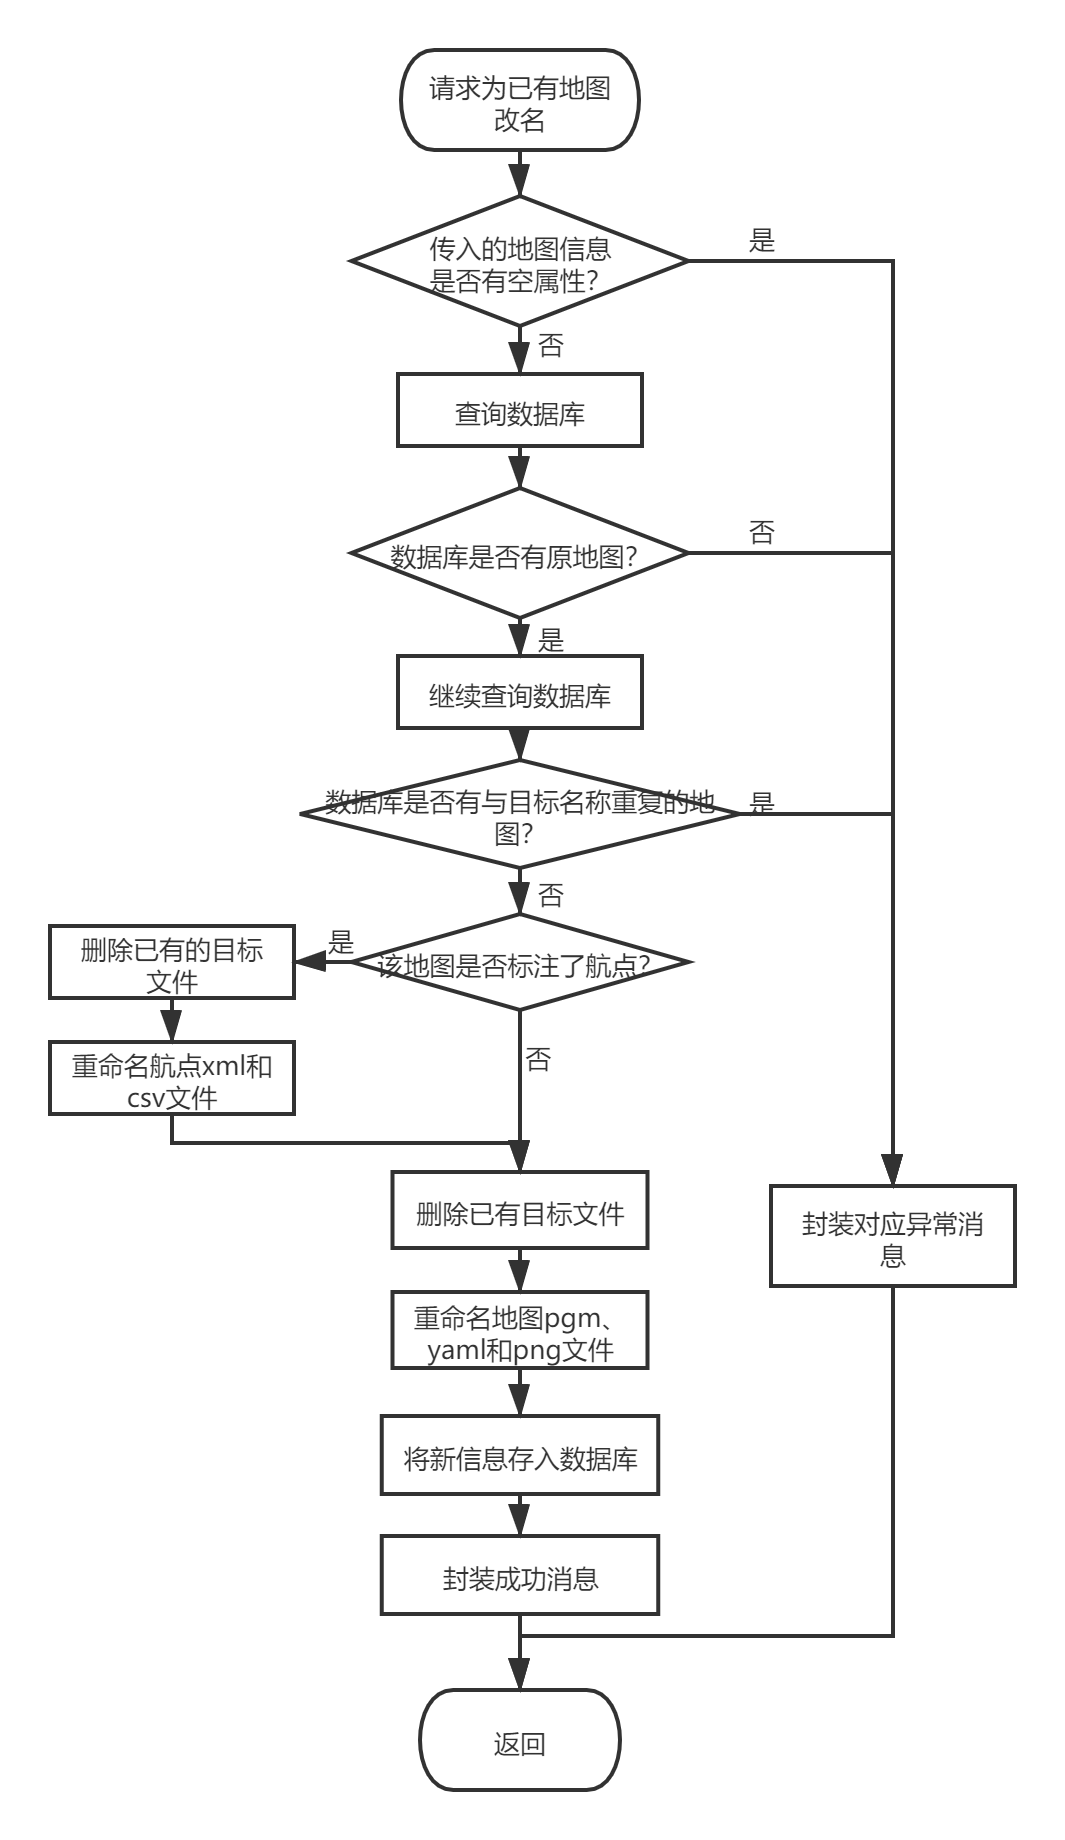 请求为已有地图
改名
传入的地图信息
是否有空属性?
是
否
查询数据库
数据库是否有原地图?
否
是
继续查询数据库
数据库是否有与目标名称重复的地
图?
是
否
该地图是否标注了航点?
是
删除已有的目标
文件
重命名航点xml和
csv文件
否
删除已有目标文件
封装对应异常消
息
重命名地图pgm、
yaml和png文件
将新信息存入数据库
封装成功消息
返回